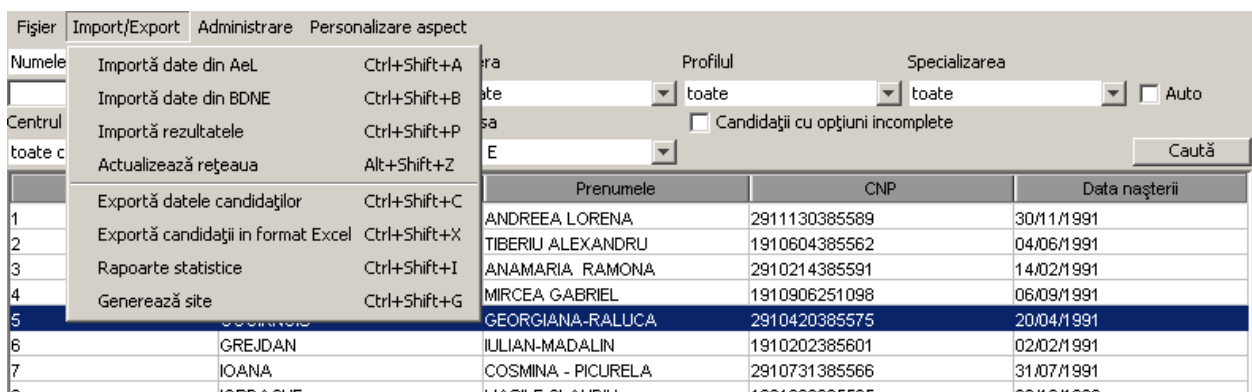 Fişier Import/Export Administrare Personalizare aspect
Numele Profilul Specializarea
Importă date din AeL Ctrl+Shift+A
toate toate Auto
Importă date din BDNE Ctrl+Shift+B
Centrul Candidaţii cu opţiuni incomplete
Importă rezultatele Ctrl+Shift+P
E Caută
Actualizează reţeaua Alt+Shift+Z
Exportă datele candidaţilor Ctrl+Shift+C
Exportă candidaţii in format Excel Ctrl+Shift+X
Rapoarte statistice Ctrl+Shift+I
Generează site Ctrl+Shift+G
Prenumele CNP Data naşterii
1 ANDREEA LORENA 2911130385589 30/11/1991
2 TIBERIU ALEXANDRU 1910604385562 04/06/1991
3 ANAMARIA RAMONA 2910214385591 14/02/1991
4 MIRCEA GABRIEL 1910906251098 06/09/1991
5 GEORGIANA-RALUCA 2910420385575 20/04/1991
6 GREJDAN IULIAN-MADALIN 1910202385601 02/02/1991
7 IOANA COSMINA - PICURELA 2910731385566 31/07/1991